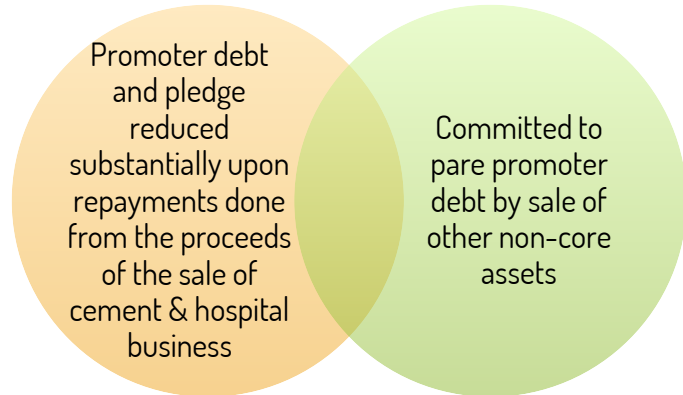 Promoter debt
and pledge
reduced
substantially upon
repayments done
from the proceeds
of the sale of
cement & hospital
business
Committed to
pare promoter
debt by sale of
other non-core
assets